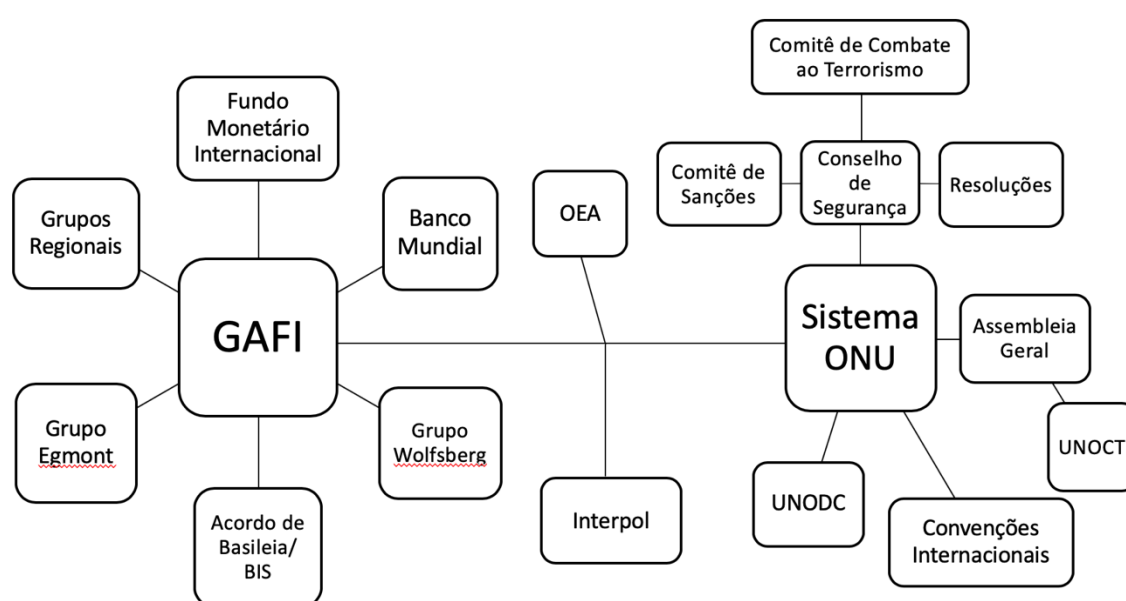 Comitê de Combate
ao Terrorismo
Fundo
Monetário
Internacional
Comitê de
Sanções
Conselho
de
Segurança
Resoluções
Grupos
Regionais
Banco
Mundial
OEA
GAFI
Sistema
ONU
Assembleia
Geral
Grupo
Egmont
Grupo
Wolfsberg
UNOCT
Acordo de
Basileia/
BIS
Interpol
UNODC
Convenções
Internacionais